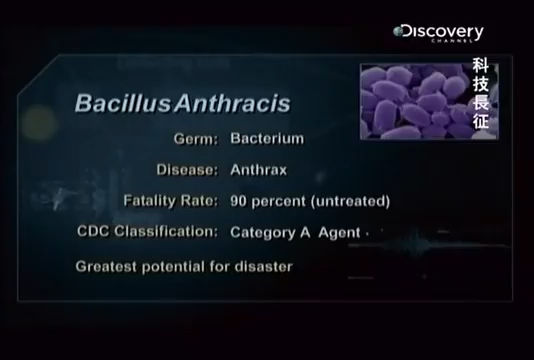 Discovery
CHANNEL
科技長征
Bacillus Anthracis
Germ: Bacterium
Disease: Anthrax
Fatality Rate: 90 percent (untreated)
CDC Classification: Category A Agent
Greatest potential for disaster